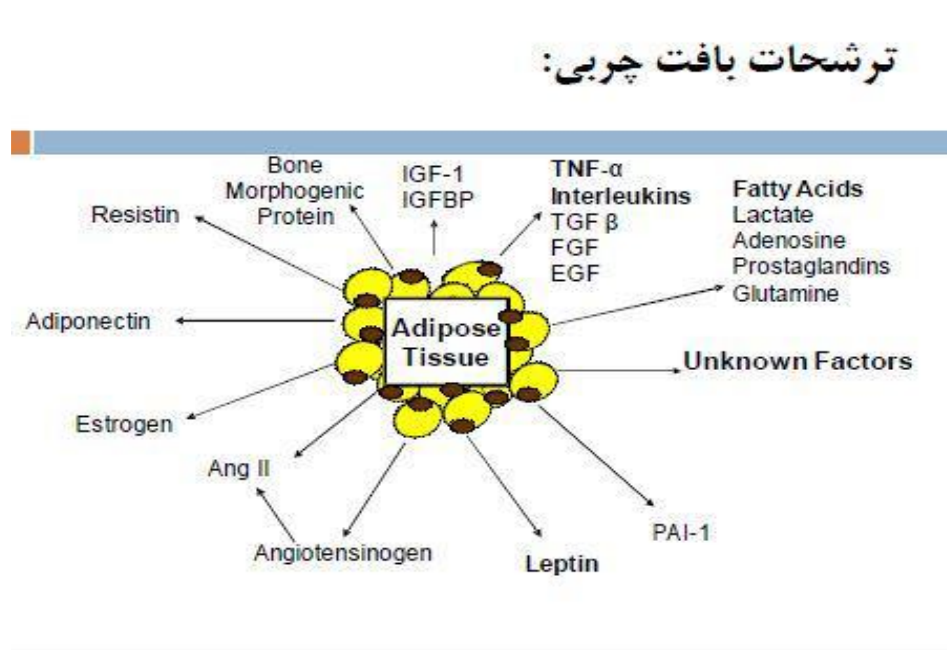 ترشحات بافت چربی:
Bone
Morphogenic
Protein
IGF-1
IGFBP
TNF-α
Interleukins
TGF β
FGF
EGF
Fatty Acids
Lactate
Adenosine
Prostaglandins
Glutamine
Resistin
Adiponectin
Adipose
Tissue
Unknown Factors
Estrogen
Ang II
Angiotensinogen
Leptin
PAI-1